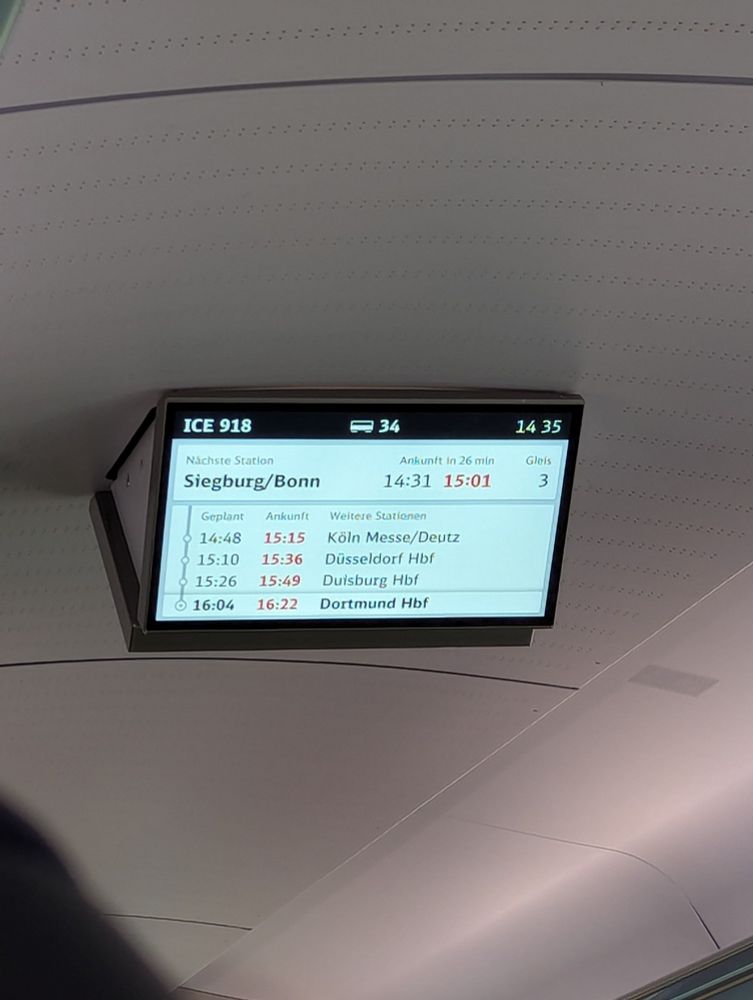 ICE 918 34 14 35
Nächste Station Ankunft in 26 min Gleis
Siegburg/Bonn 14:31 15:01 3
Geplant Ankunft Weitere Stationen
14:48 15:15 Köln Messe/Deutz
15:10 15:36 Düsseldorf Hbf
15:26 15:49 Duisburg Hbf
16:04 16:22 Dortmund Hbf